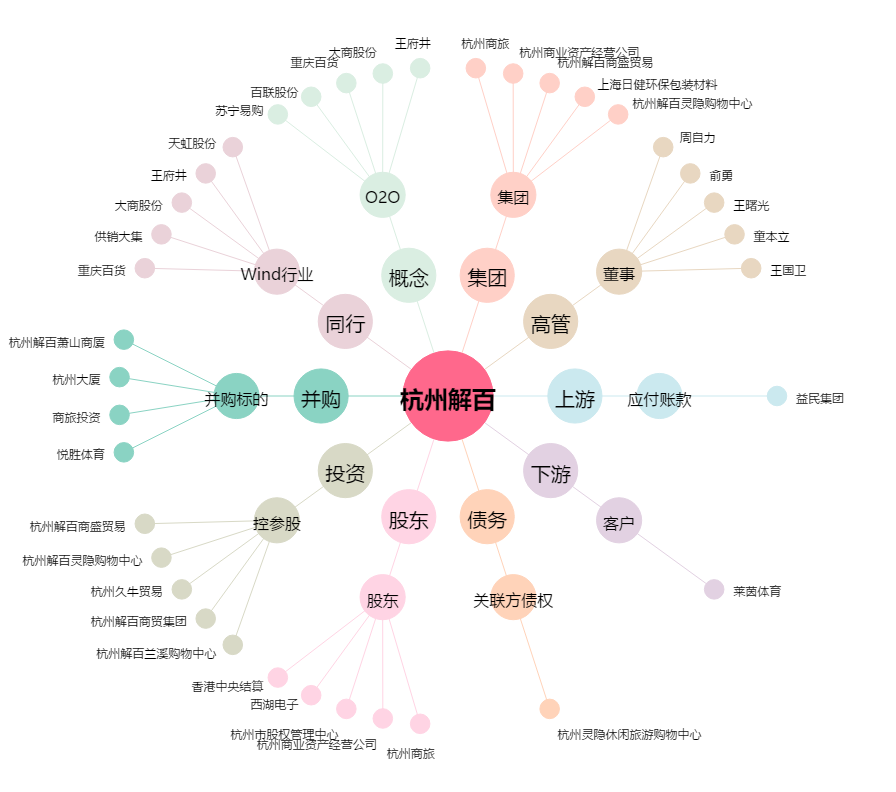 王府井
大商股份
重庆百货
百联股份
苏宁易购
O2O
概念
杭州商旅
杭州商业资产经营公司
杭州解百商盛贸易
上海日健环保包装材料
杭州解百灵隐购物中心
集团
集团
天虹股份
王府井
大商股份
供销大集
重庆百货
Wind行业
同行
周自力
俞勇
王曙光
童本立
王国卫
董事
高管
杭州解百萧山商厦
杭州大厦
商旅投资
悦胜体育
并购标的
并购
杭州解百
上游
应付账款
益民集团
投资
控参股
杭州解百商盛贸易
杭州解百灵隐购物中心
杭州久牛贸易
杭州解百商贸集团
杭州解百兰溪购物中心
下游
客户
莱茵体育
股东
股东
香港中央结算
西湖电子
杭州市股权管理中心
杭州商业资产经营公司
杭州商旅
债务
关联方债权
杭州灵隐休闲旅游购物中心